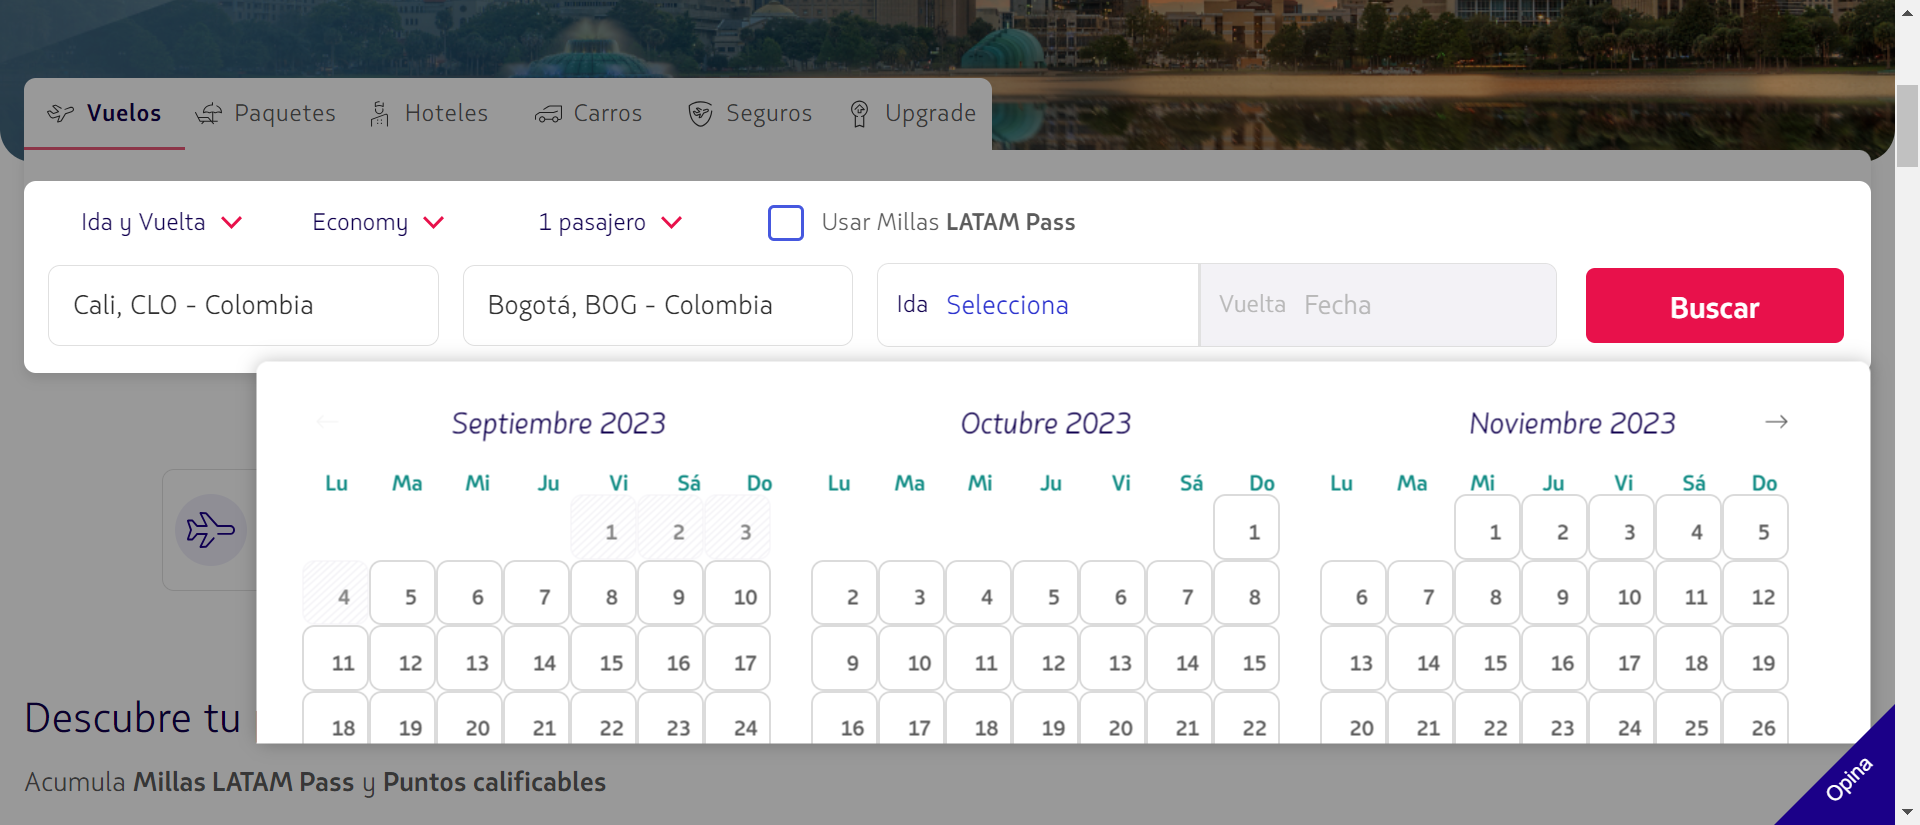 Vuelos Paquetes Hoteles Carros Seguros Upgrade
Ida y Vuelta Economy 1 pasajero Usar Millas LATAM Pass
Cali, CLO - Colombia Bogotá, BOG - Colombia Ida Selecciona Vuelta Fecha Buscar
Septiembre 2023 Octubre 2023 Noviembre 2023
Lu Ma Mi Ju Vi Sá Do Lu Ma Mi Ju Vi Sá Do Lu Ma Mi Ju Vi Sá Do
1 2 3 1 1 2 3 4 5
4 5 6 7 8 9 10 2 3 4 5 6 7 8 6 7 8 9 10 11 12
11 12 13 14 15 16 17 9 10 11 12 13 14 15 13 14 15 16 17 18 19
18 19 20 21 22 23 24 16 17 18 19 20 21 22 20 21 22 23 24 25 26
Descubre tu
Acumula Millas LATAM Pass y Puntos calificables
Opina